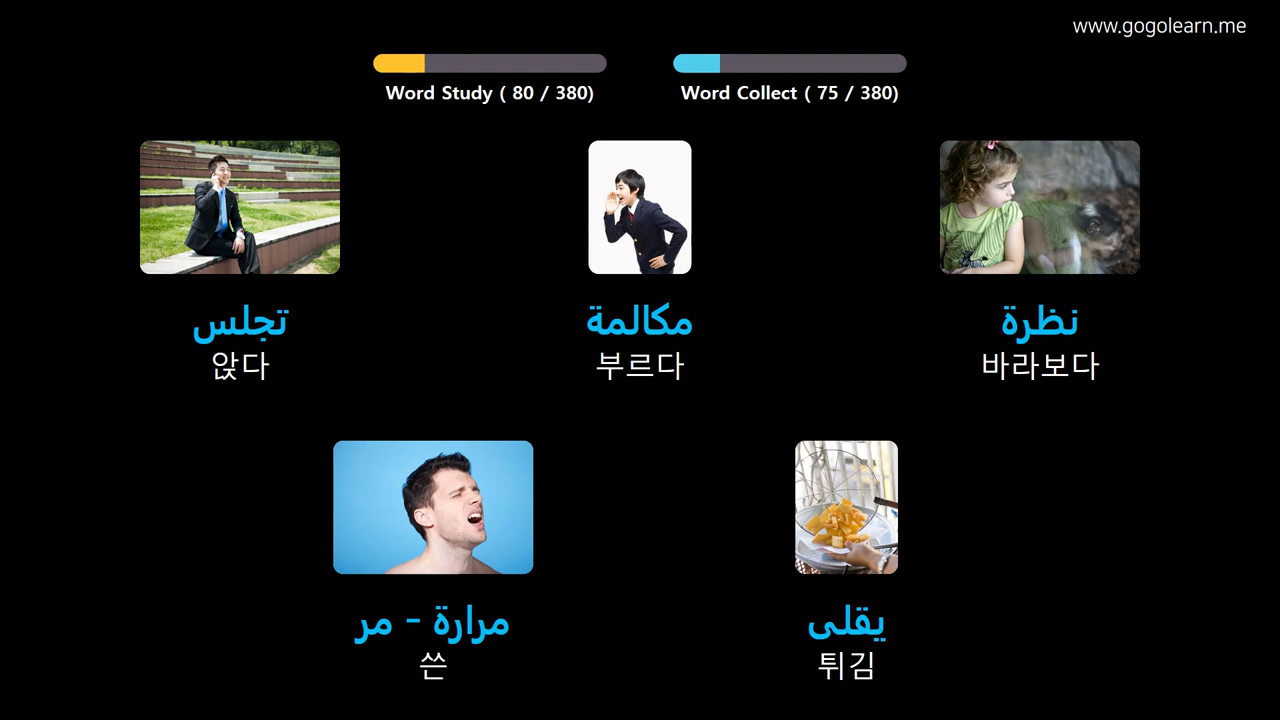 www.gogolearn.me
Word Study ( 80 / 380)
Word Collect ( 75 / 380)
تجلس
앉다
مكالمة
부르다
نظرة
바라보다
مرارة - مر
쓴
يقلى
튀김